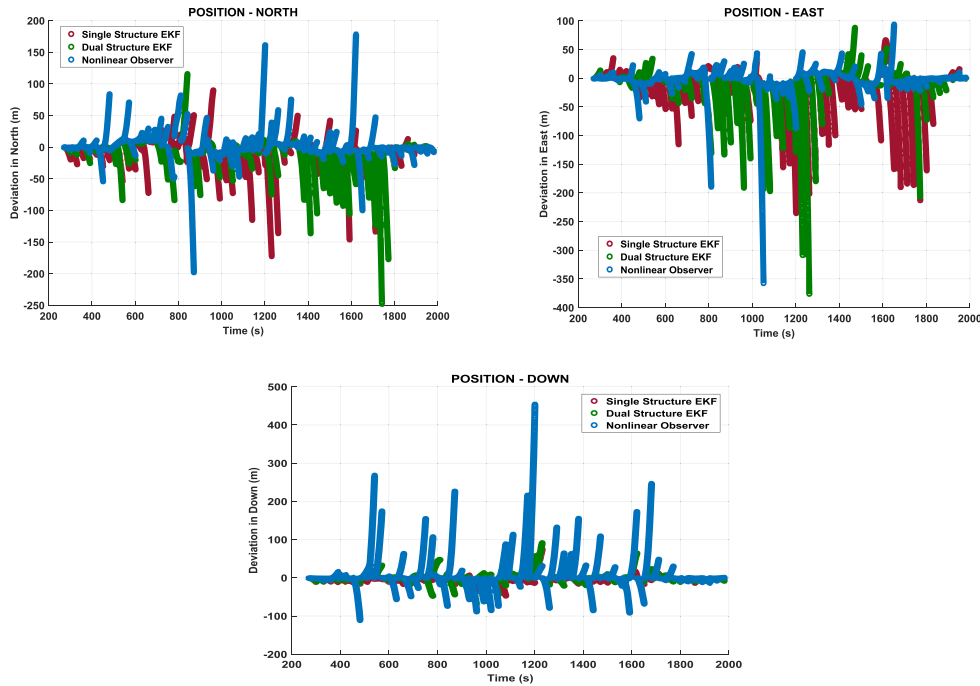 POSITION - NORTH
Single Structure EKF
Dual Structure EKF
Nonlinear Observer
200
150
100
50
0
-50
-100
-150
-200
-250
Deviation in North (m)
200 400 600 800 1000 1200 1400 1600 1800 2000
Time (s)
POSITION - EAST
100
50
0
-50
-100
-150
-200
-250
-300
-350
-400
Deviation in East (m)
Single Structure EKF
Dual Structure EKF
Nonlinear Observer
200 400 600 800 1000 1200 1400 1600 1800 2000
Time (s)
POSITION - DOWN
Single Structure EKF
Dual Structure EKF
Nonlinear Observer
500
400
300
200
100
0
-100
-200
Deviation in Down (m)
200 400 600 800 1000 1200 1400 1600 1800 2000
Time (s)